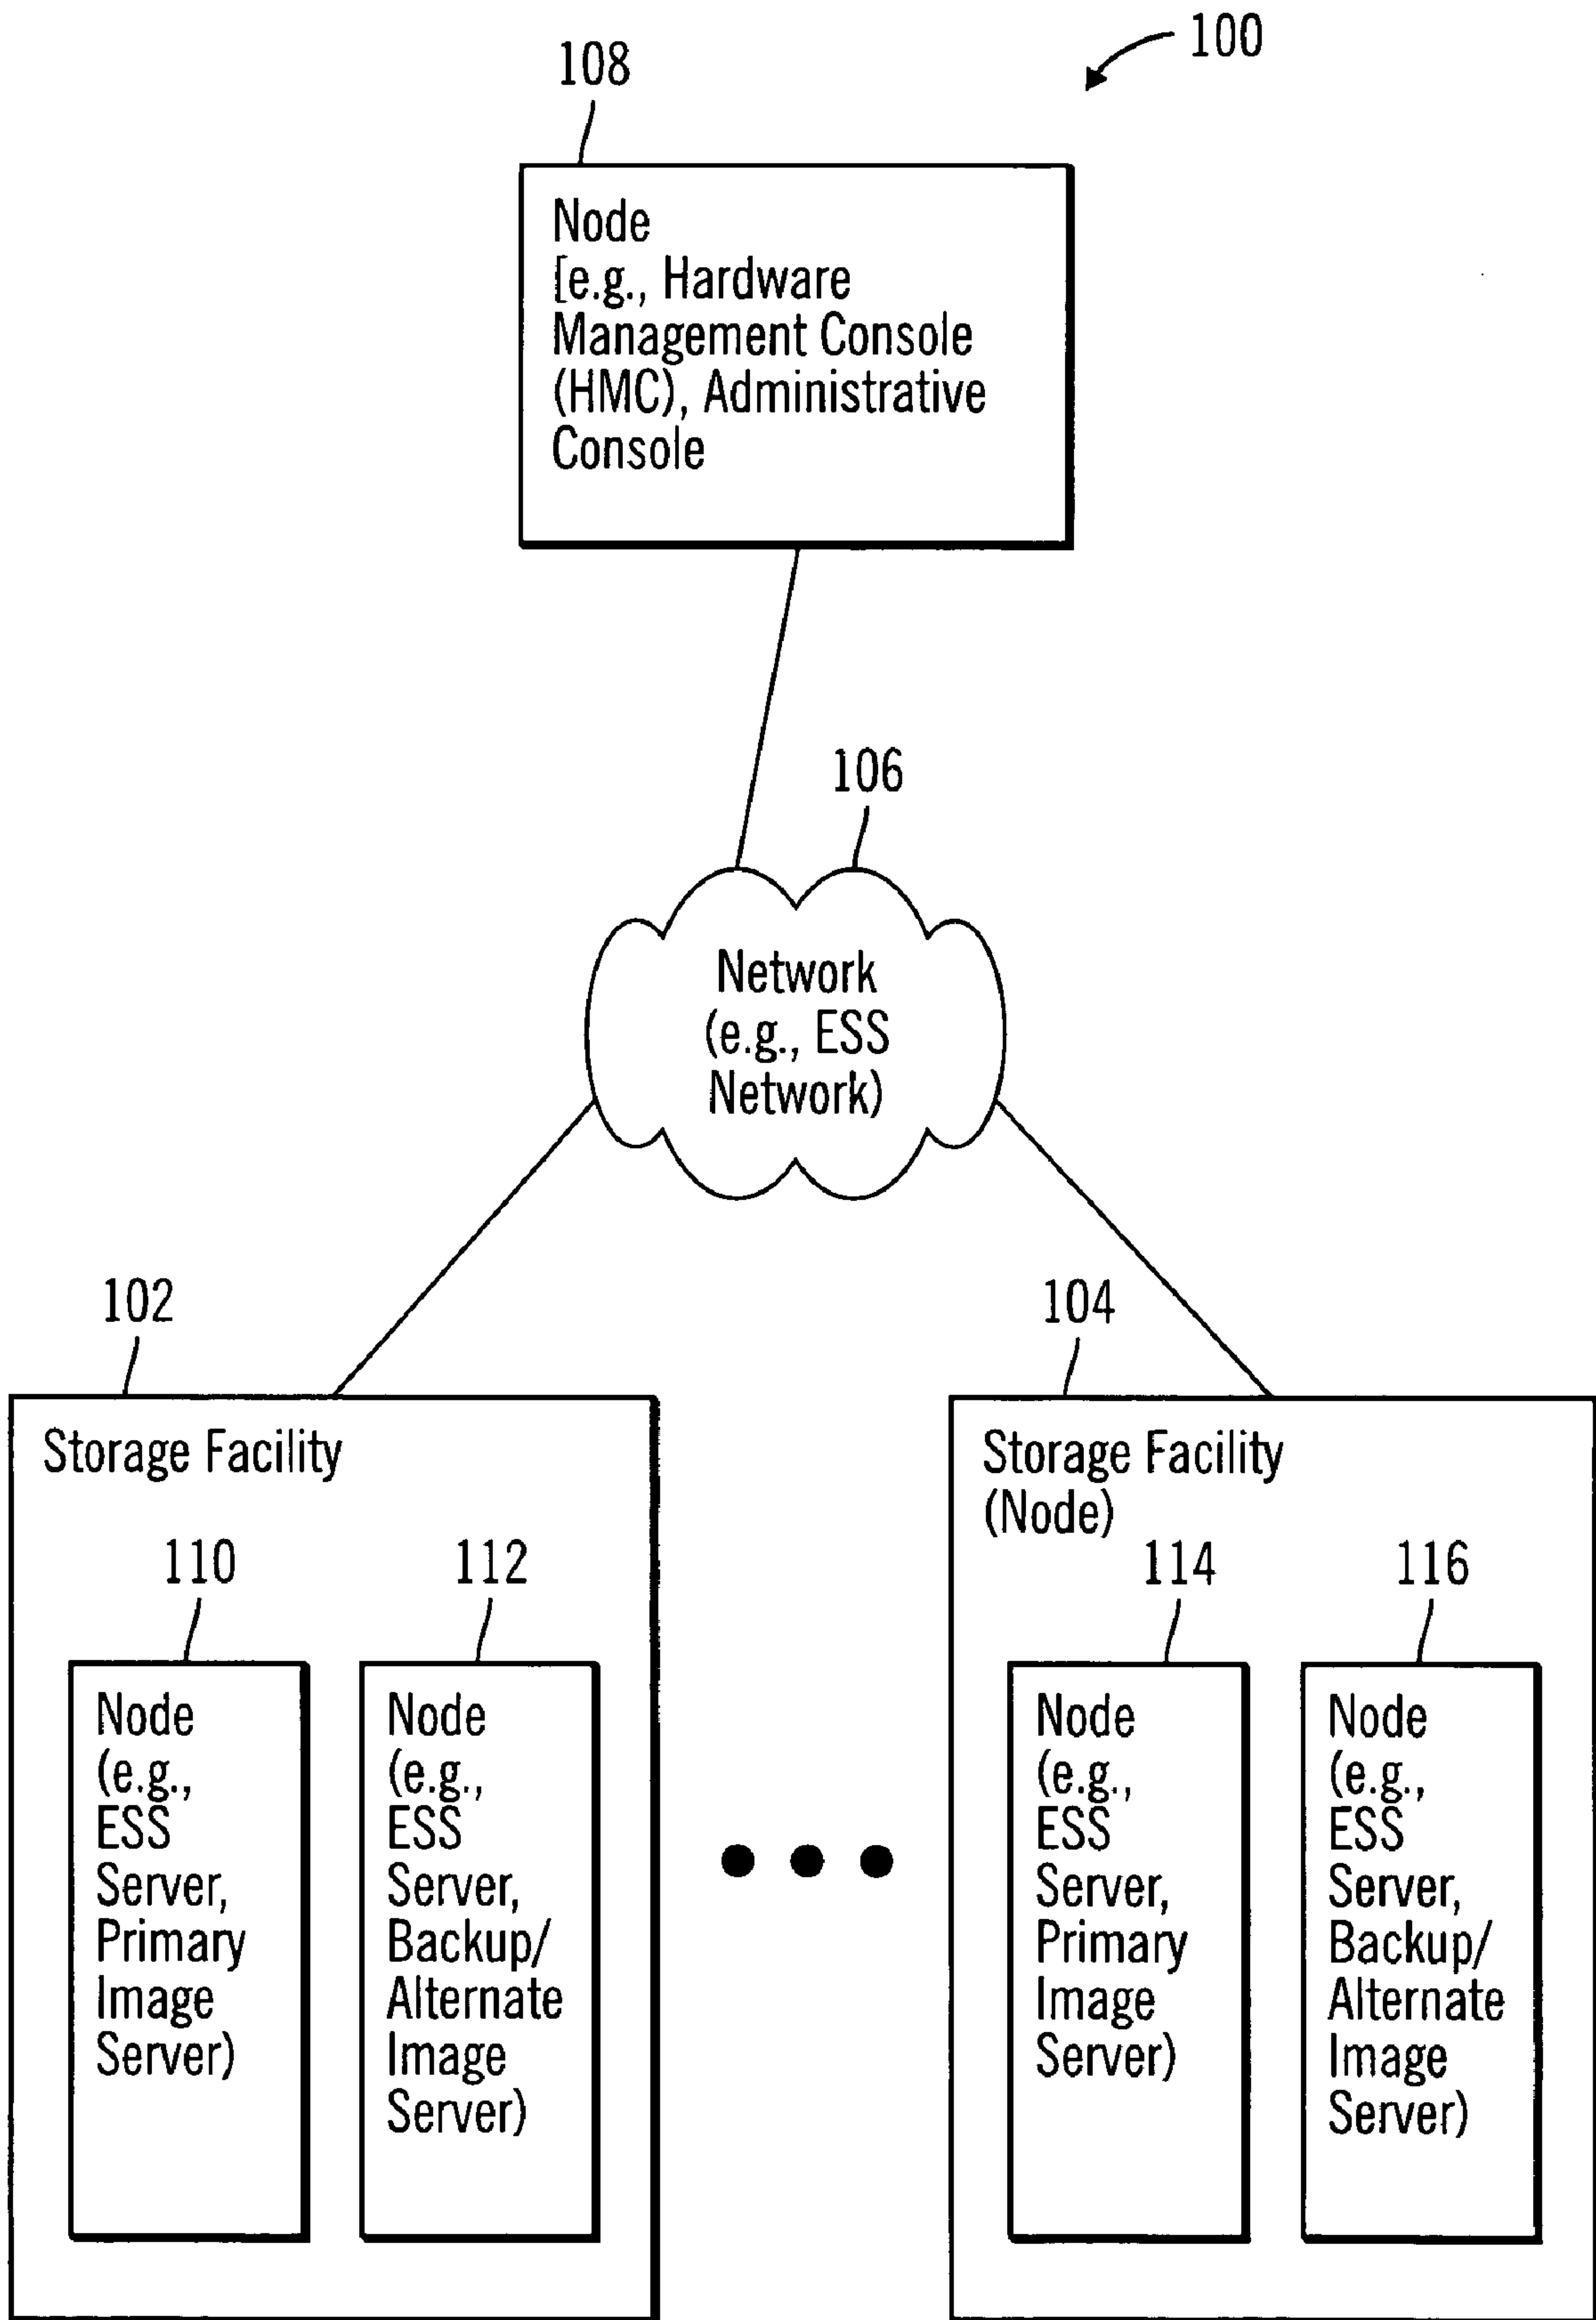 100
108
Node
[e.g., Hardware
Management Console
(HMC), Administrative
Console
106
Network
(e.g., ESS
Network)
102
Storage Facility
110
Node
(e.g.,
ESS
Server,
Primary
Image
Server)
112
Node
(e.g.,
ESS
Server,
Backup/
Alternate
Image
Server)
104
Storage Facility
(Node)
114
Node
(e.g.,
ESS
Server,
Primary
Image
Server)
116
Node
(e.g.,
ESS
Server,
Backup/
Alternate
Image
Server)